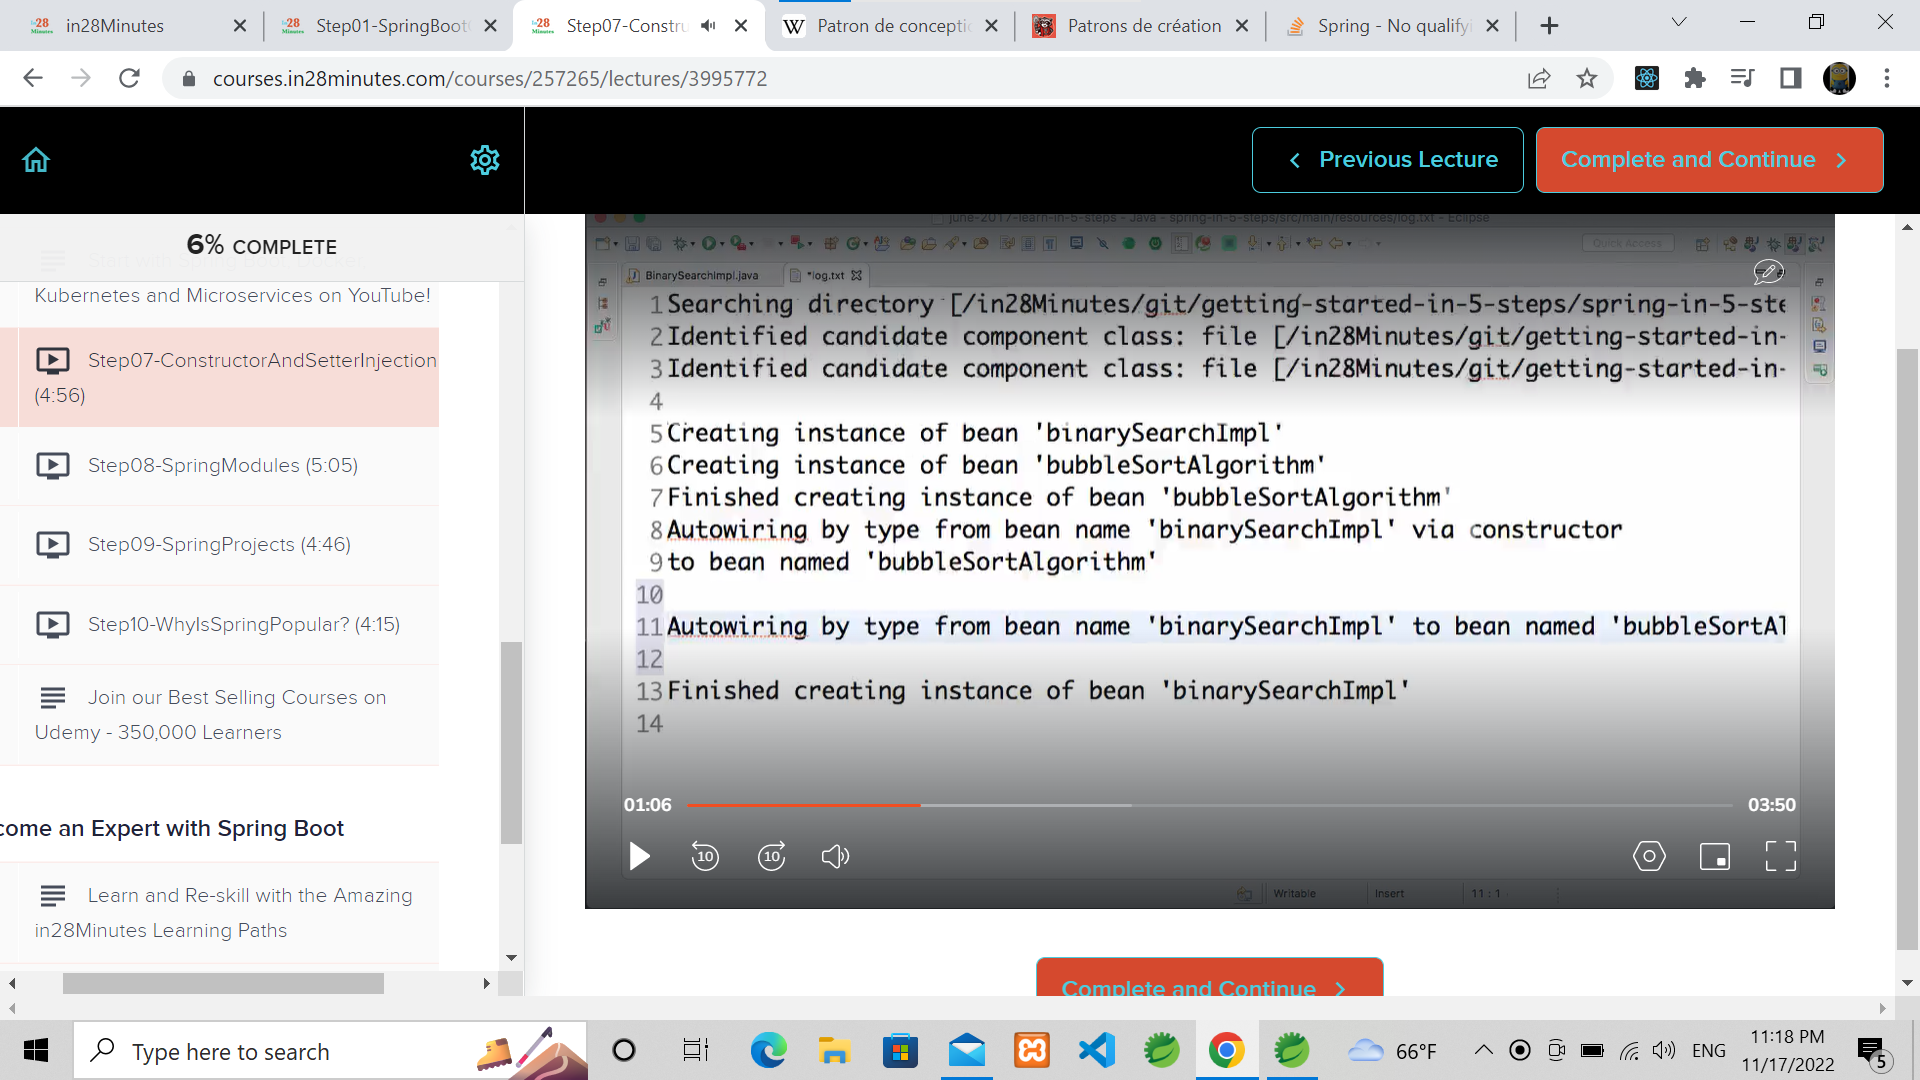 in28Minutes
Step01-SpringBoot
Step07-Constru
Patron de conceptic
Patrons de création
Spring - No qualifyi
courses.in28minutes.com/courses/257265/lectures/3995772
Previous Lecture
Complete and Continue
6% COMPLETE
Kubernetes and Microservices on YouTube!
Step07-ConstructorAndSetterInjection
(4:56)
Step08-SpringModules (5:05)
Step09-SpringProjects (4:46)
Step10-WhyIsSpringPopular? (4:15)
Join our Best Selling Courses on
Udemy - 350,000 Learners
come an Expert with Spring Boot
Learn and Re-skill with the Amazing
in28Minutes Learning Paths
june-2017-learn-in-5-steps - Java - spring-in-5-steps/src/main/resources/log.txt - Eclipse
Quick Access
BinarySearchImpl.java
*log.txt
1 Searching directory [/in28Minutes/git/getting-started-in-5-steps/spring-in-5-ste
2 Identified candidate component class: file [/in28Minutes/git/getting-started-in-
3 Identified candidate component class: file [/in28Minutes/git/getting-started-in-
4
5 Creating instance of bean 'binarySearchImpl'
6 Creating instance of bean 'bubbleSortAlgorithm'
7 Finished creating instance of bean 'bubbleSortAlgorithm'
8 Autowiring by type from bean name 'binarySearchImpl' via constructor
9 to bean named 'bubbleSortAlgorithm'
10
11 Autowiring by type from bean name 'binarySearchImpl' to bean named 'bubbleSortAl
12
13 Finished creating instance of bean 'binarySearchImpl'
14
01:06
03:50
10
10
Writable
Insert
11 : 1
Complete and Continue
Type here to search
66°F
ENG
11:18 PM
11/17/2022
5